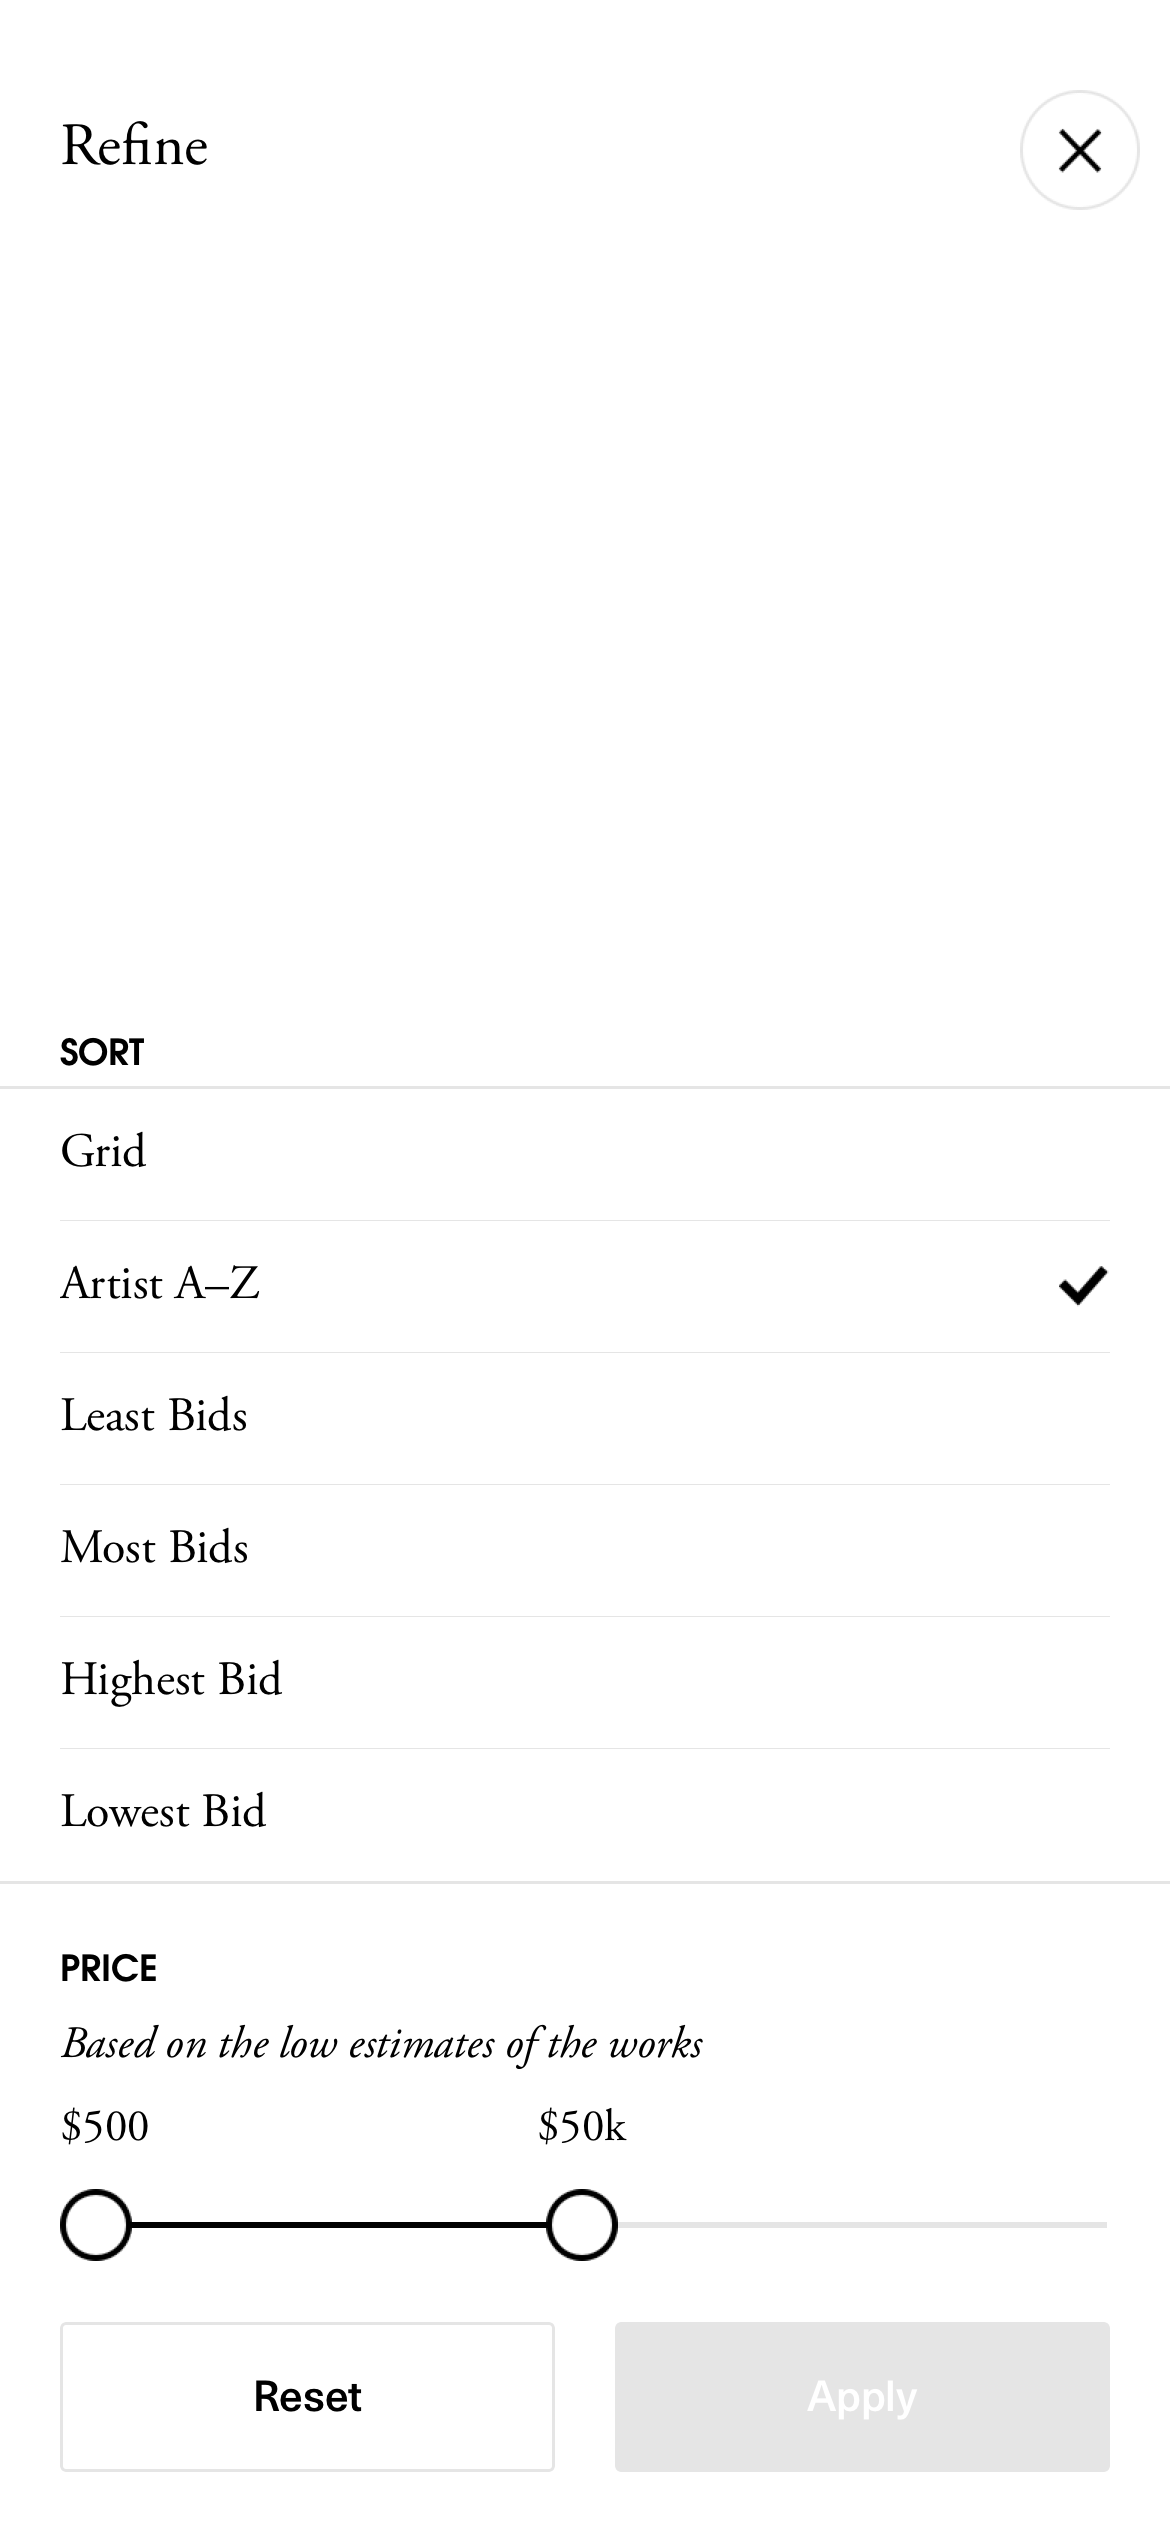 Refine
SORT
Grid
Artist A–Z
Least Bids
Most Bids
Highest Bid
Lowest Bid
PRICE
Based on the low estimates of the works
$500 $50k
Reset Apply